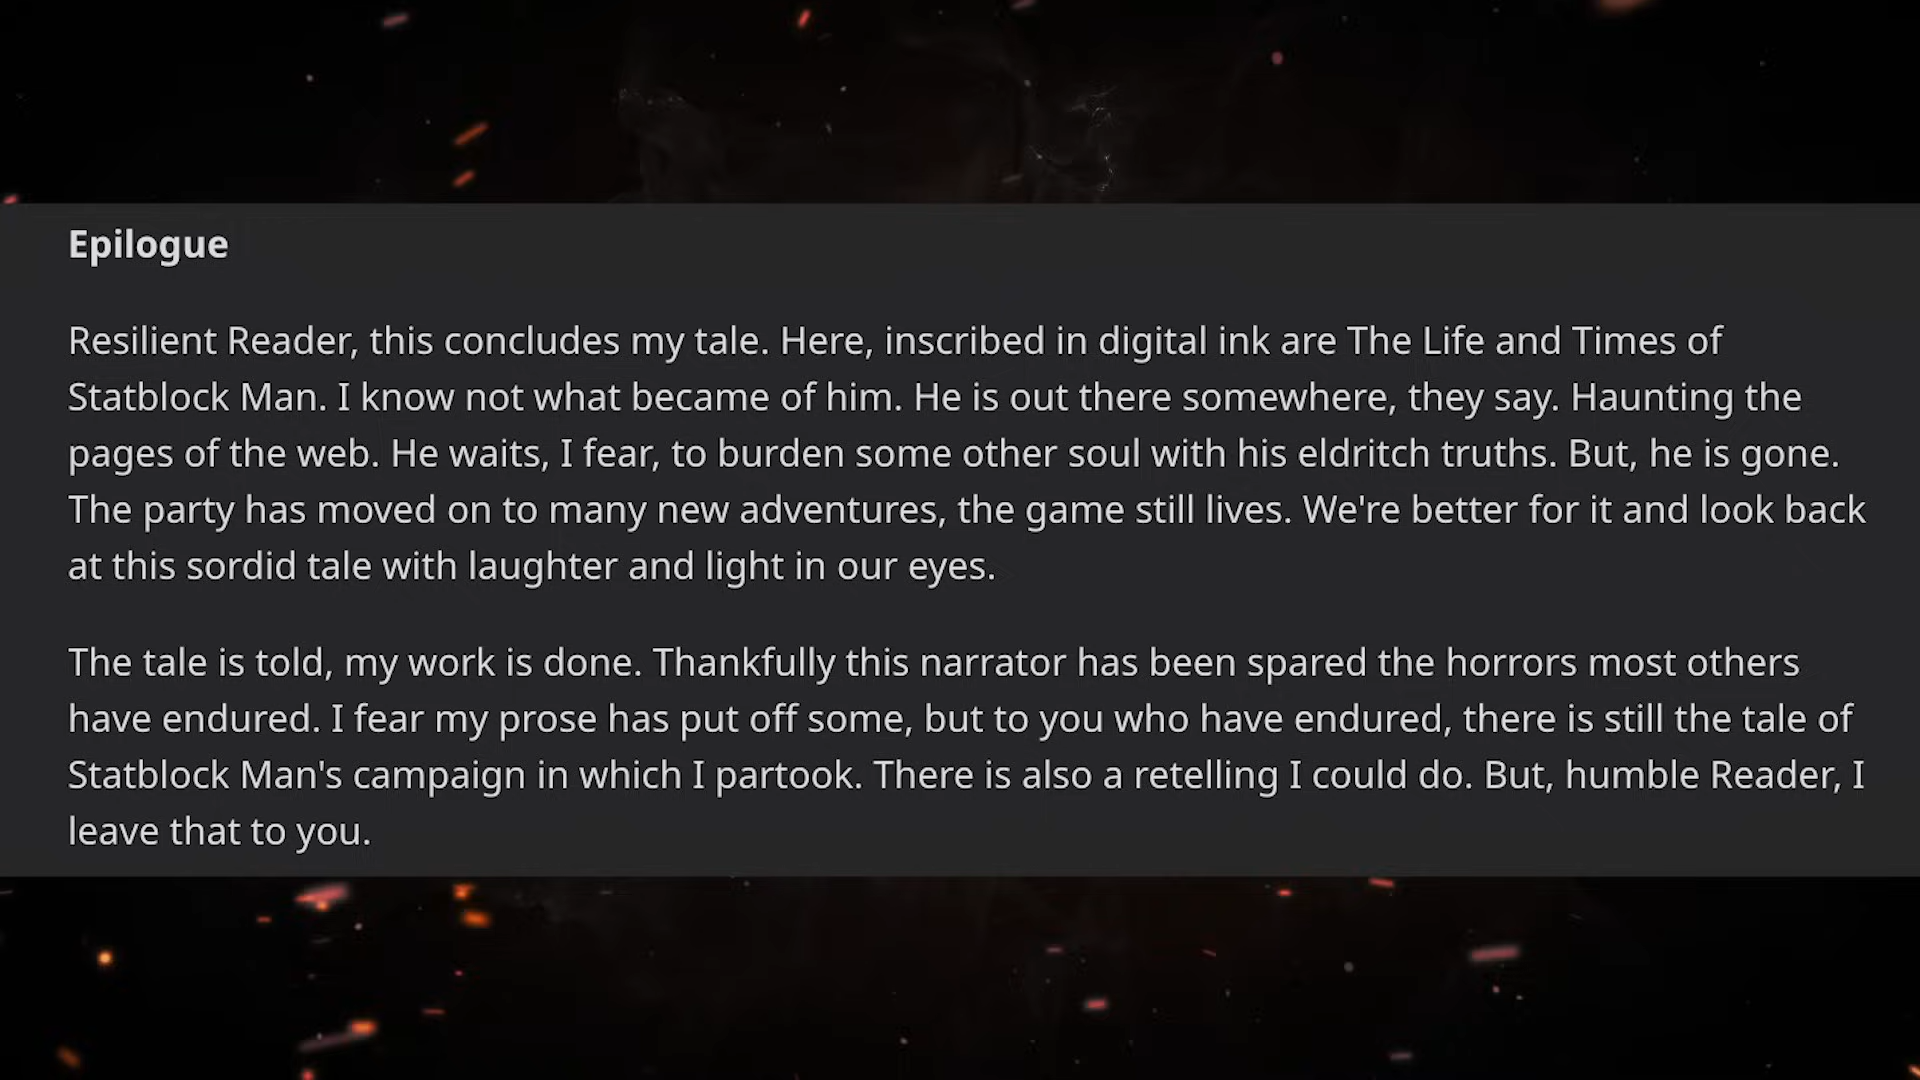 Epilogue
Resilient Reader, this concludes my tale. Here, inscribed in digital ink are The Life and Times of
Statblock Man. I know not what became of him. He is out there somewhere, they say. Haunting the
pages of the web. He waits, I fear, to burden some other soul with his eldritch truths. But, he is gone.
The party has moved on to many new adventures, the game still lives. We're better for it and look back
at this sordid tale with laughter and light in our eyes.
The tale is told, my work is done. Thankfully this narrator has been spared the horrors most others
have endured. I fear my prose has put off some, but to you who have endured, there is still the tale of
Statblock Man's campaign in which I partook. There is also a retelling I could do. But, humble Reader, I
leave that to you.